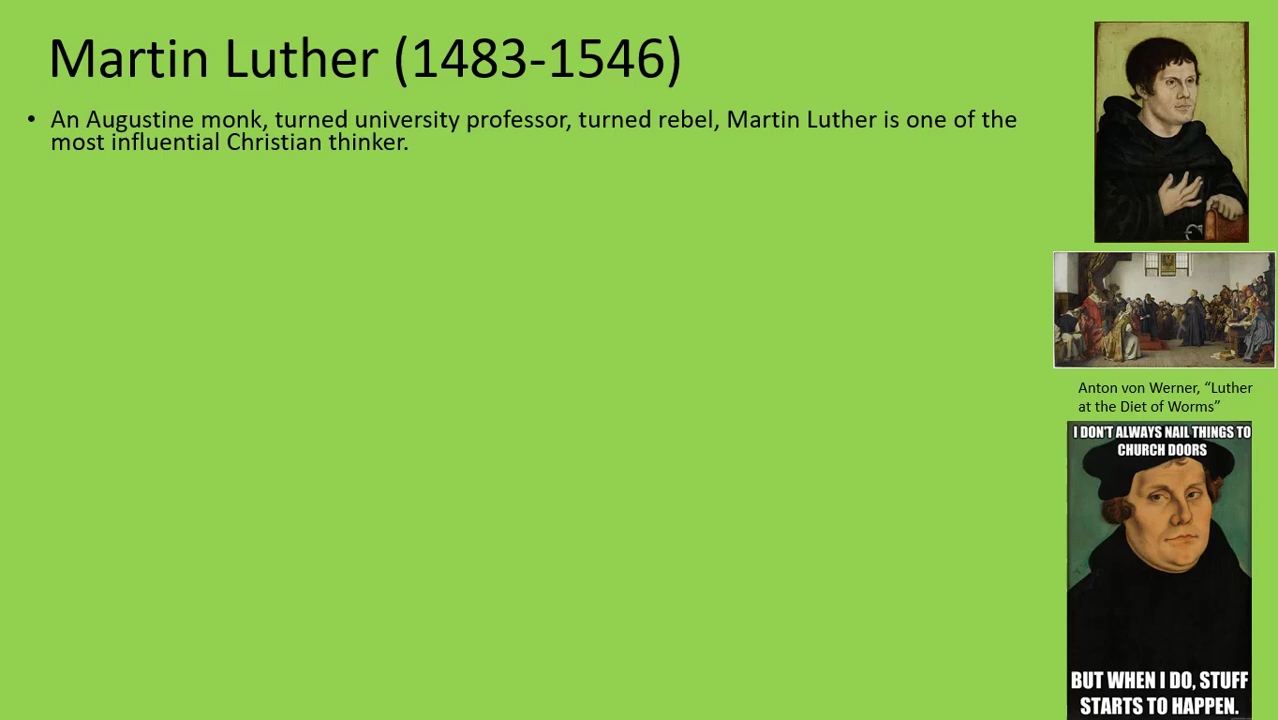 Martin Luther (1483-1546)
• An Augustine monk, turned university professor, turned rebel, Martin Luther is one of the
most influential Christian thinker.
Anton von Werner, “Luther
at the Diet of Worms”
I DON'T ALWAYS NAIL THINGS TO
CHURCH DOORS
BUT WHEN I DO, STUFF
STARTS TO HAPPEN.